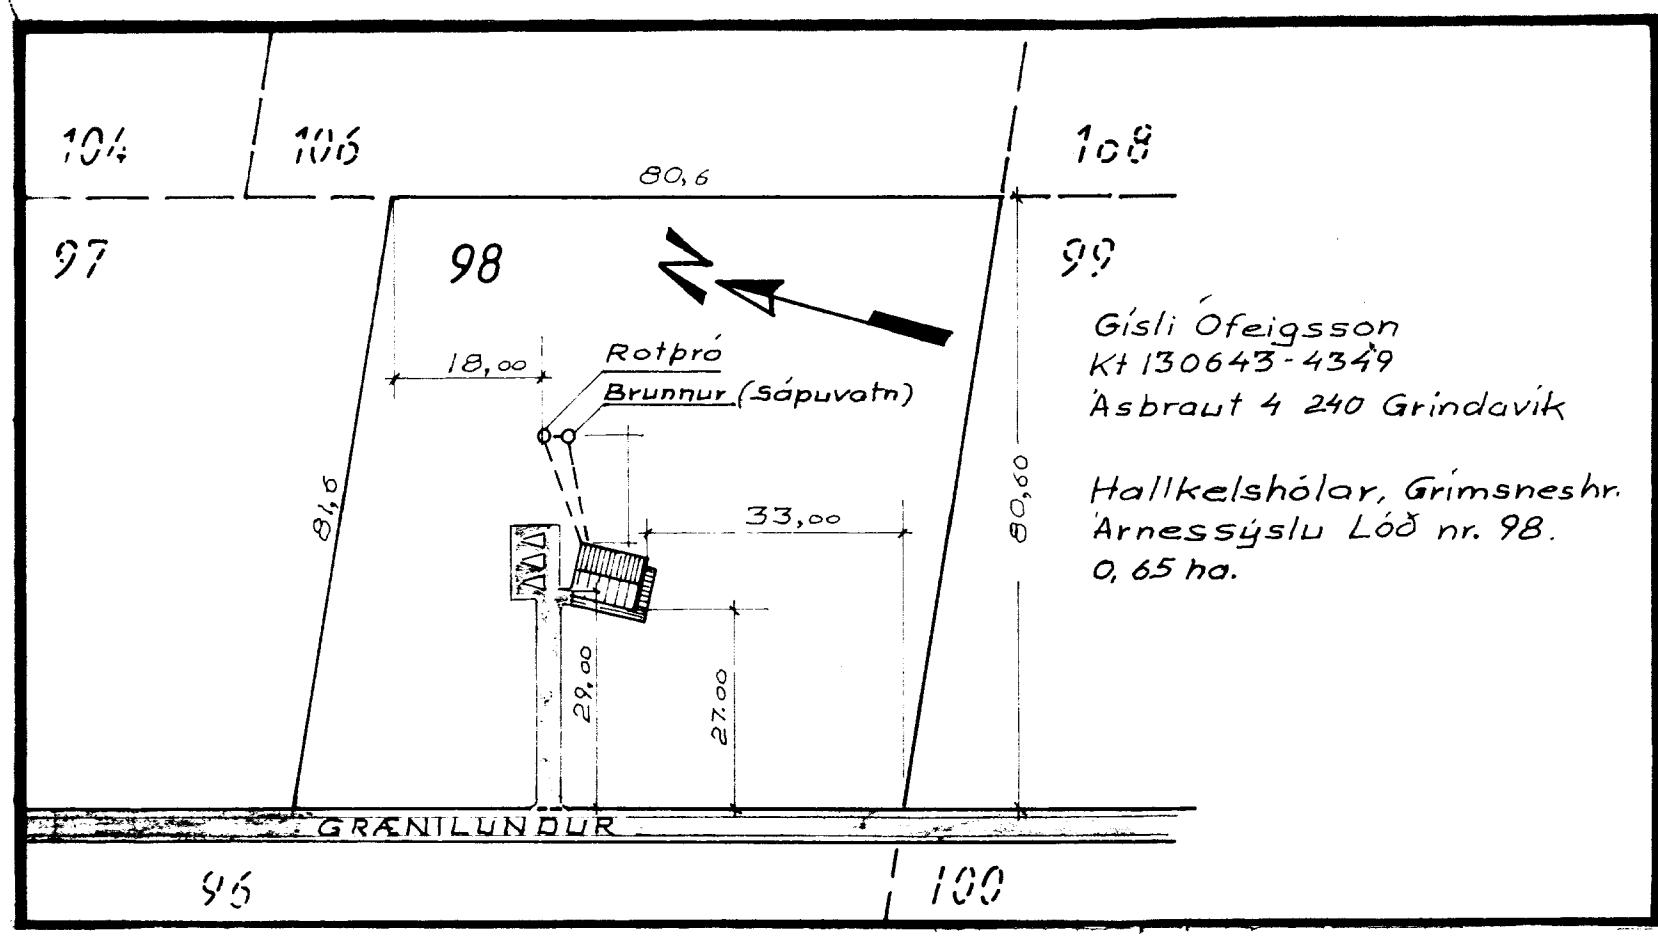 104
106
108
80,6
97
98
N
99
Gísli Ófeigsson
Kt 130643-4349
Ásbraut 4 240 Grindavík
18,00
Rotþró
Brunnur (sápuvatn)
Hallkelshólar, Grímsneshr.
Árnessýslu Lóð nr. 98.
0,65 ha.
81,6
33,00
80,60
29.00
27.00
GRÆNILUNDUR
96
100